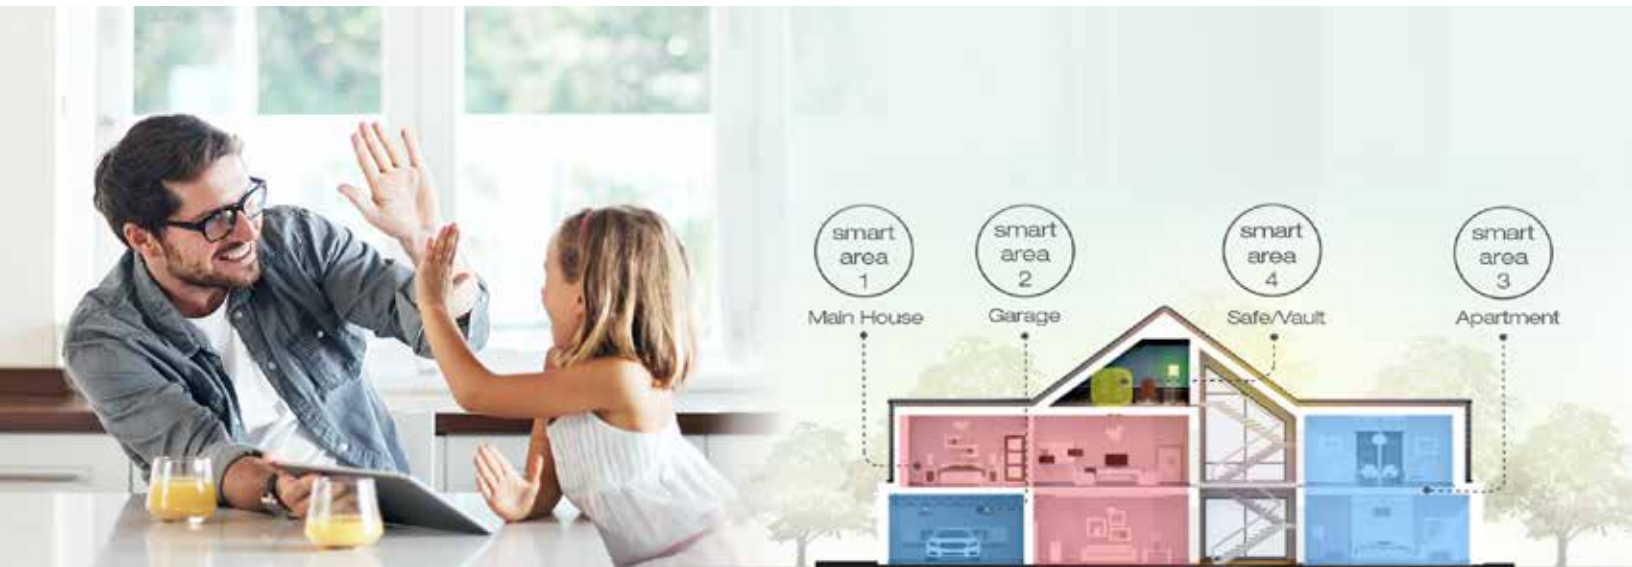 smart
area
1
Main House
smart
area
2
Garage
smart
area
4
Safe/Vault
smart
area
3
Apartment